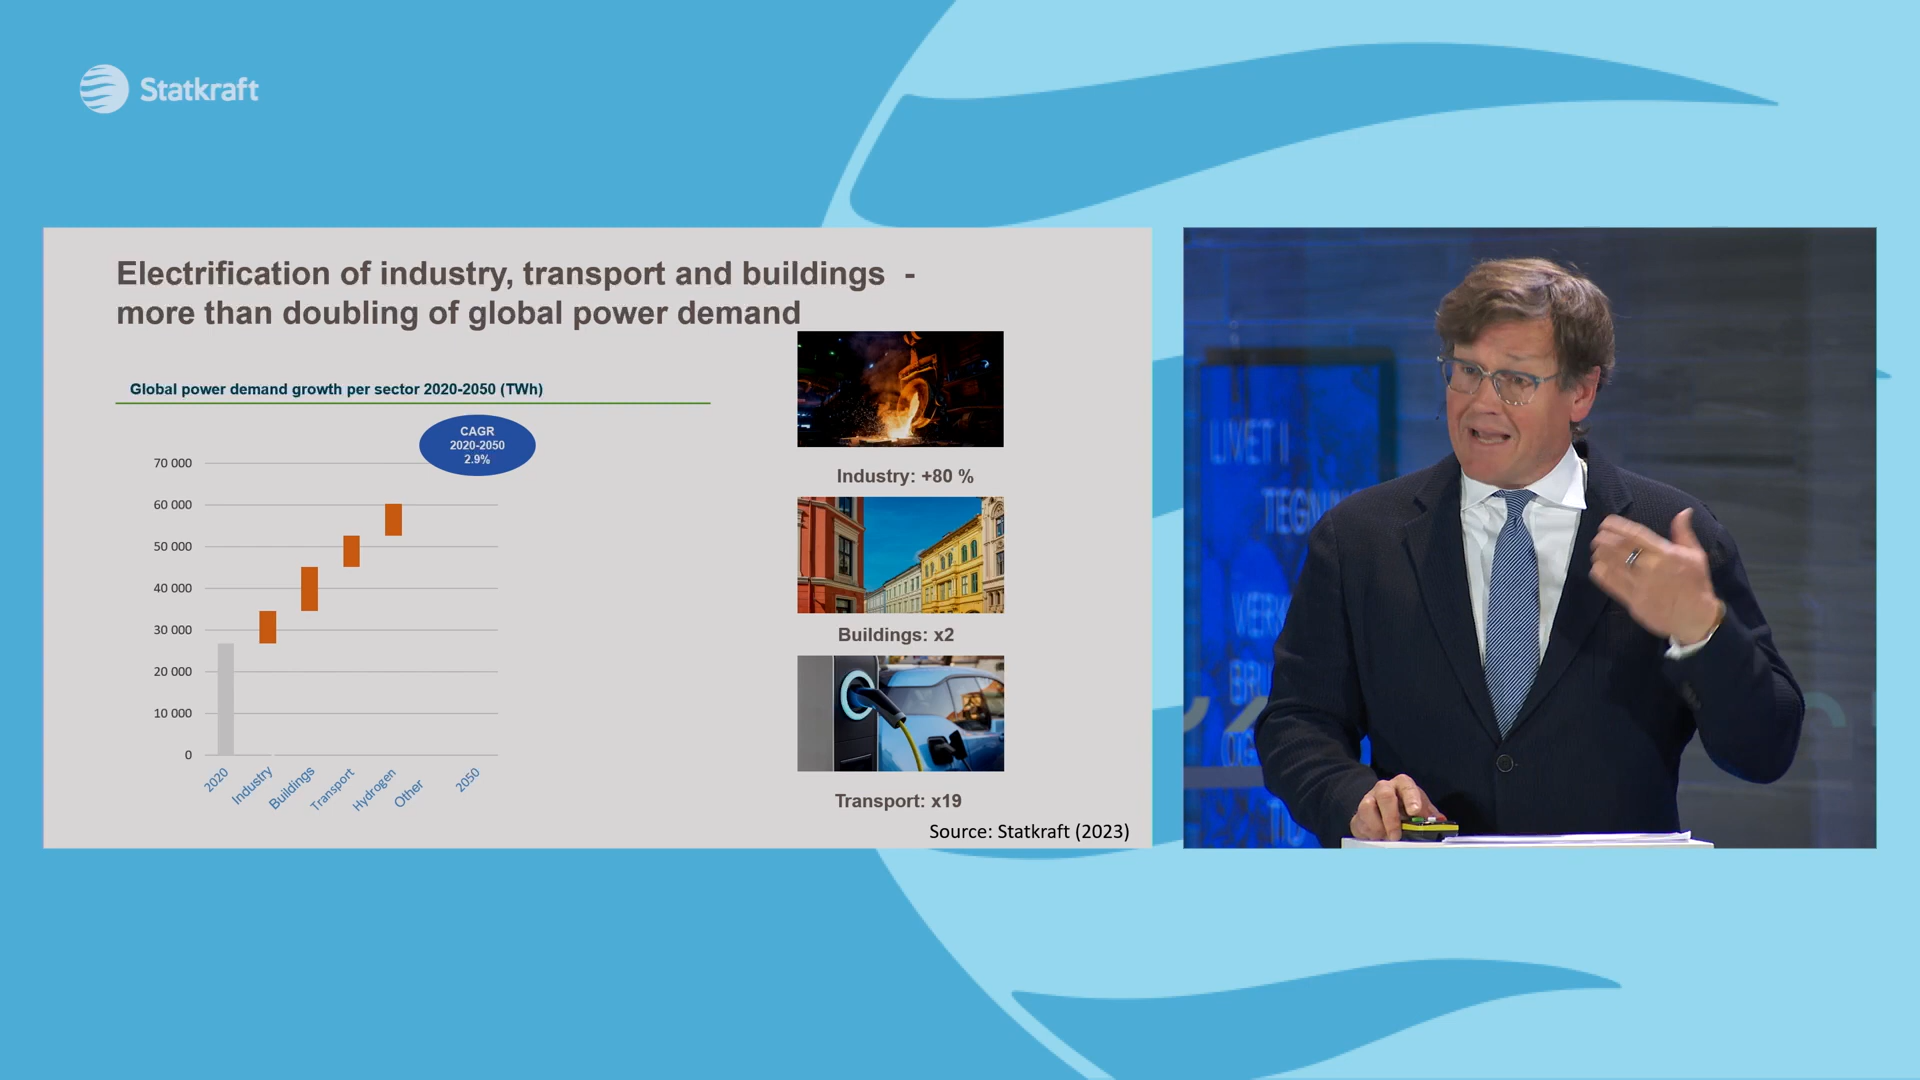 Statkraft
Electrification of industry, transport and buildings -
more than doubling of global power demand
Global power demand growth per sector 2020-2050 (TWh)
CAGR
2020-2050
2.9%
70 000
60 000
50 000
40 000
30 000
20 000
10 000
0
2020
Industry
Buildings
Transport
Hydrogen
Other
2050
Industry: +80 %
Buildings: x2
Transport: x19
Source: Statkraft (2023)
LIVET I